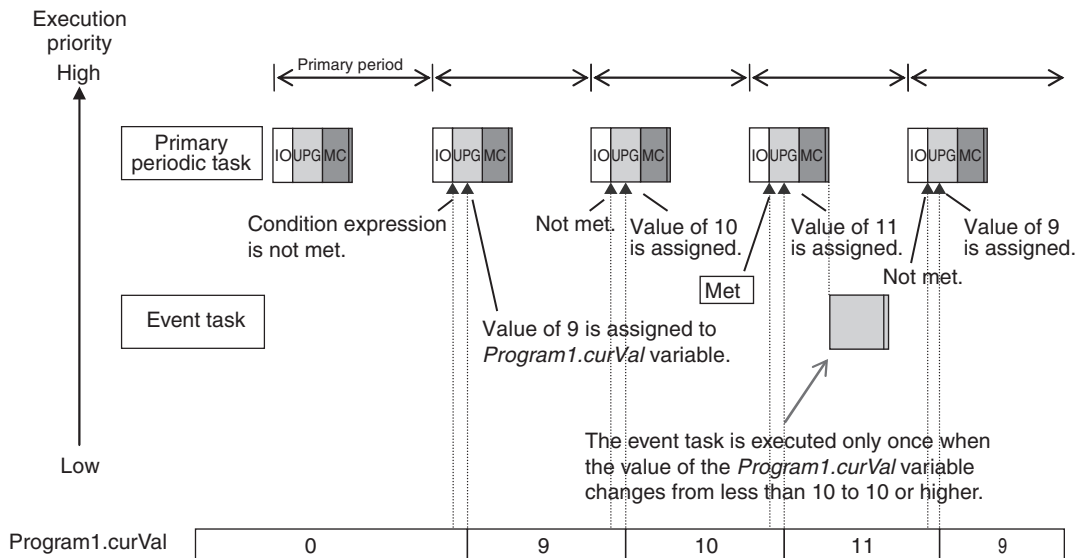 Execution
priority
High
Primary period
Primary
periodic task
IO UPG MC
IO UPG MC
IO UPG MC
IO UPG MC
IO UPG MC
Condition expression
is not met.
Not met.
Value of 10
is assigned.
Met
Value of 11
is assigned.
Not met.
Value of 9
is assigned.
Event task
Value of 9 is assigned to
Program1.curVal variable.
The event task is executed only once when
the value of the Program1.curVal variable
changes from less than 10 to 10 or higher.
Low
Program1.curVal
0 9 10 11 9